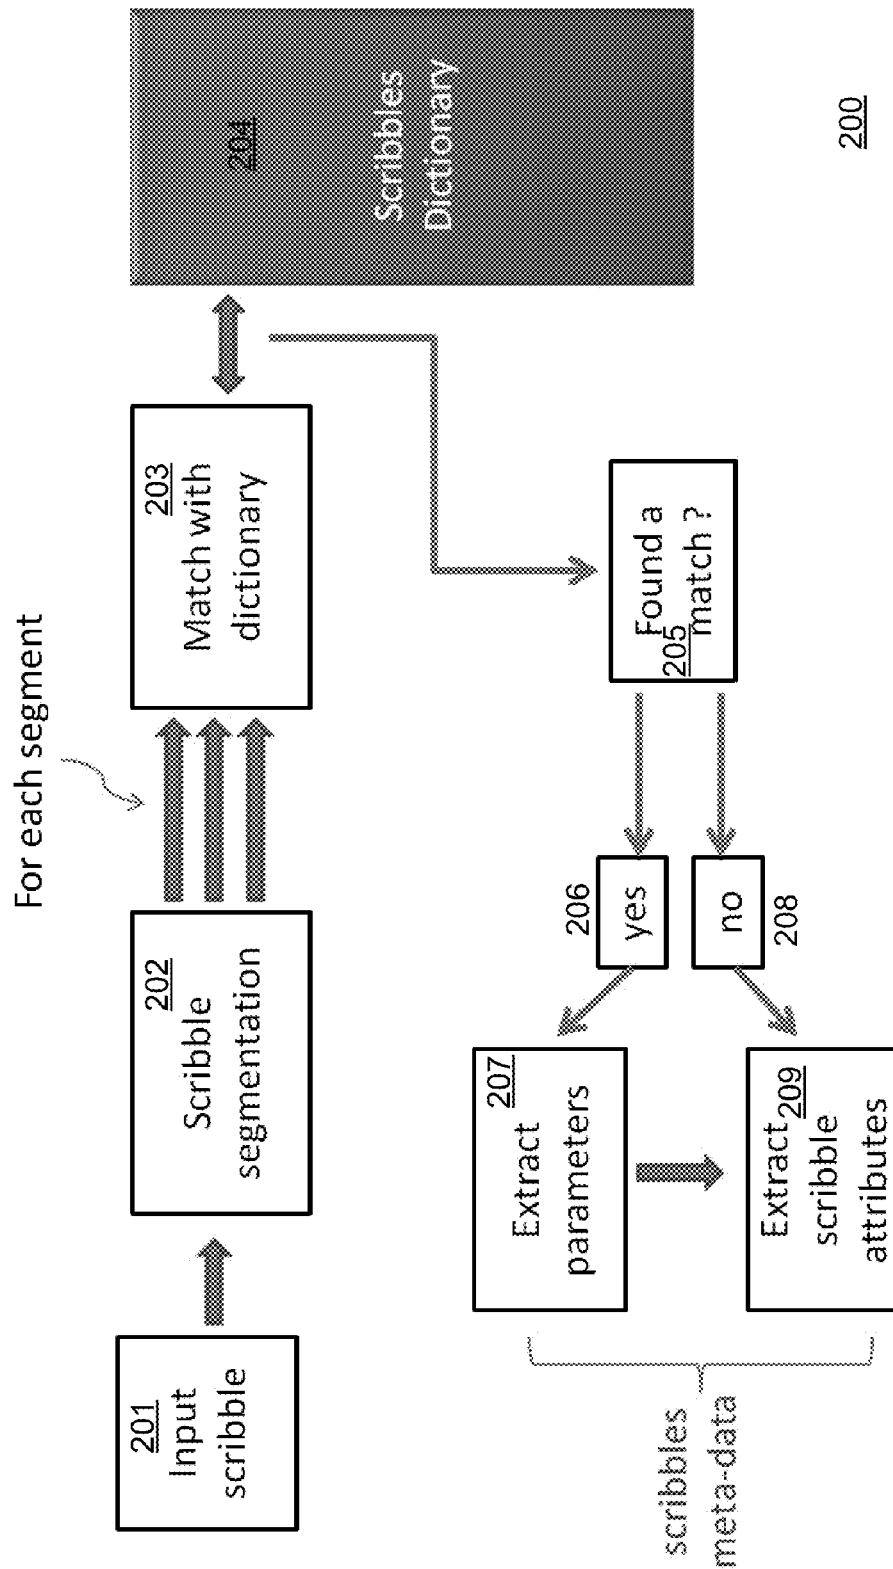 For each segment
201
Input
scribble
202
Scribble
segmentation
203
Match with
dictionary
204
Scribbles
Dictionary
205
Found a
match ?
206
yes
no
208
207
Extract
parameters
209
Extract
scribble
attributes
scribbles
meta-data
200